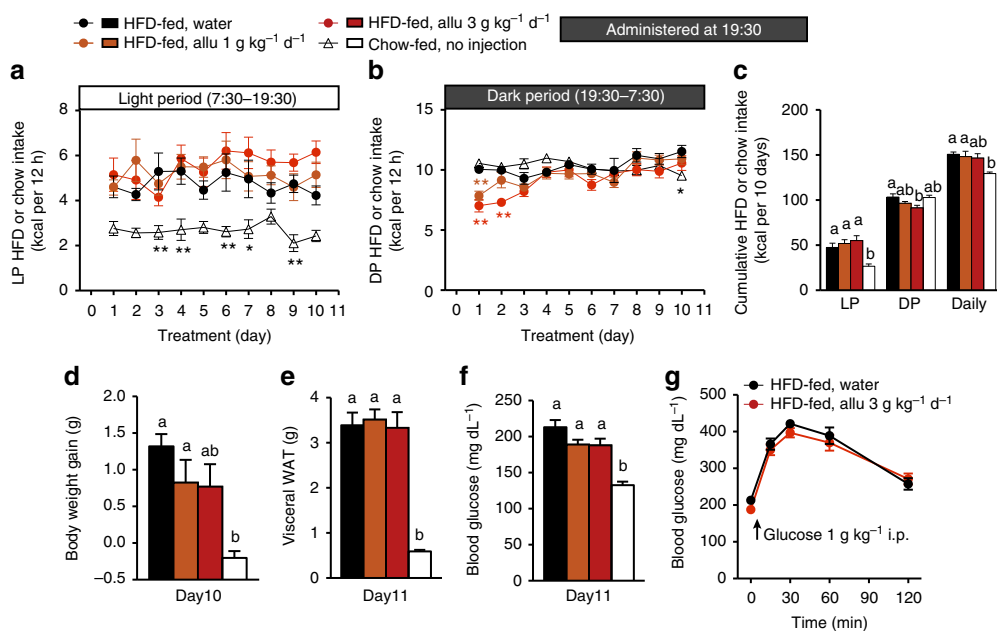 HFD-fed, water
HFD-fed, allu 1 g kg⁻¹ d⁻¹
HFD-fed, allu 3 g kg⁻¹ d⁻¹
Chow-fed, no injection
Administered at 19:30
a
Light period (7:30–19:30)
LP HFD or chow intake
(kcal per 12 h)
8
6
4
2
0
** ** ** * **
0 1 2 3 4 5 6 7 8 9 10 11
Treatment (day)
b
Dark period (19:30–7:30)
DP HFD or chow intake
(kcal per 12 h)
15
10
5
0
**
** **
*
0 1 2 3 4 5 6 7 8 9 10 11
Treatment (day)
c
Cumulative HFD or chow intake
(kcal per 10 days)
200
150
100
50
0
a a a b
a ab b ab
a a ab b
LP DP Daily
d
Body weight gain (g)
2.0
1.5
1.0
0.5
0.0
–0.5
a a ab b
Day10
e
Visceral WAT (g)
4
3
2
1
0
a a a b
Day11
f
Blood glucose (mg dL⁻¹)
250
200
150
100
50
0
a a a b
Day11
g
HFD-fed, water
HFD-fed, allu 3 g kg⁻¹ d⁻¹
Blood glucose (mg dL⁻¹)
500
400
300
200
0
Glucose 1 g kg⁻¹ i.p.
0 30 60 90 120
Time (min)